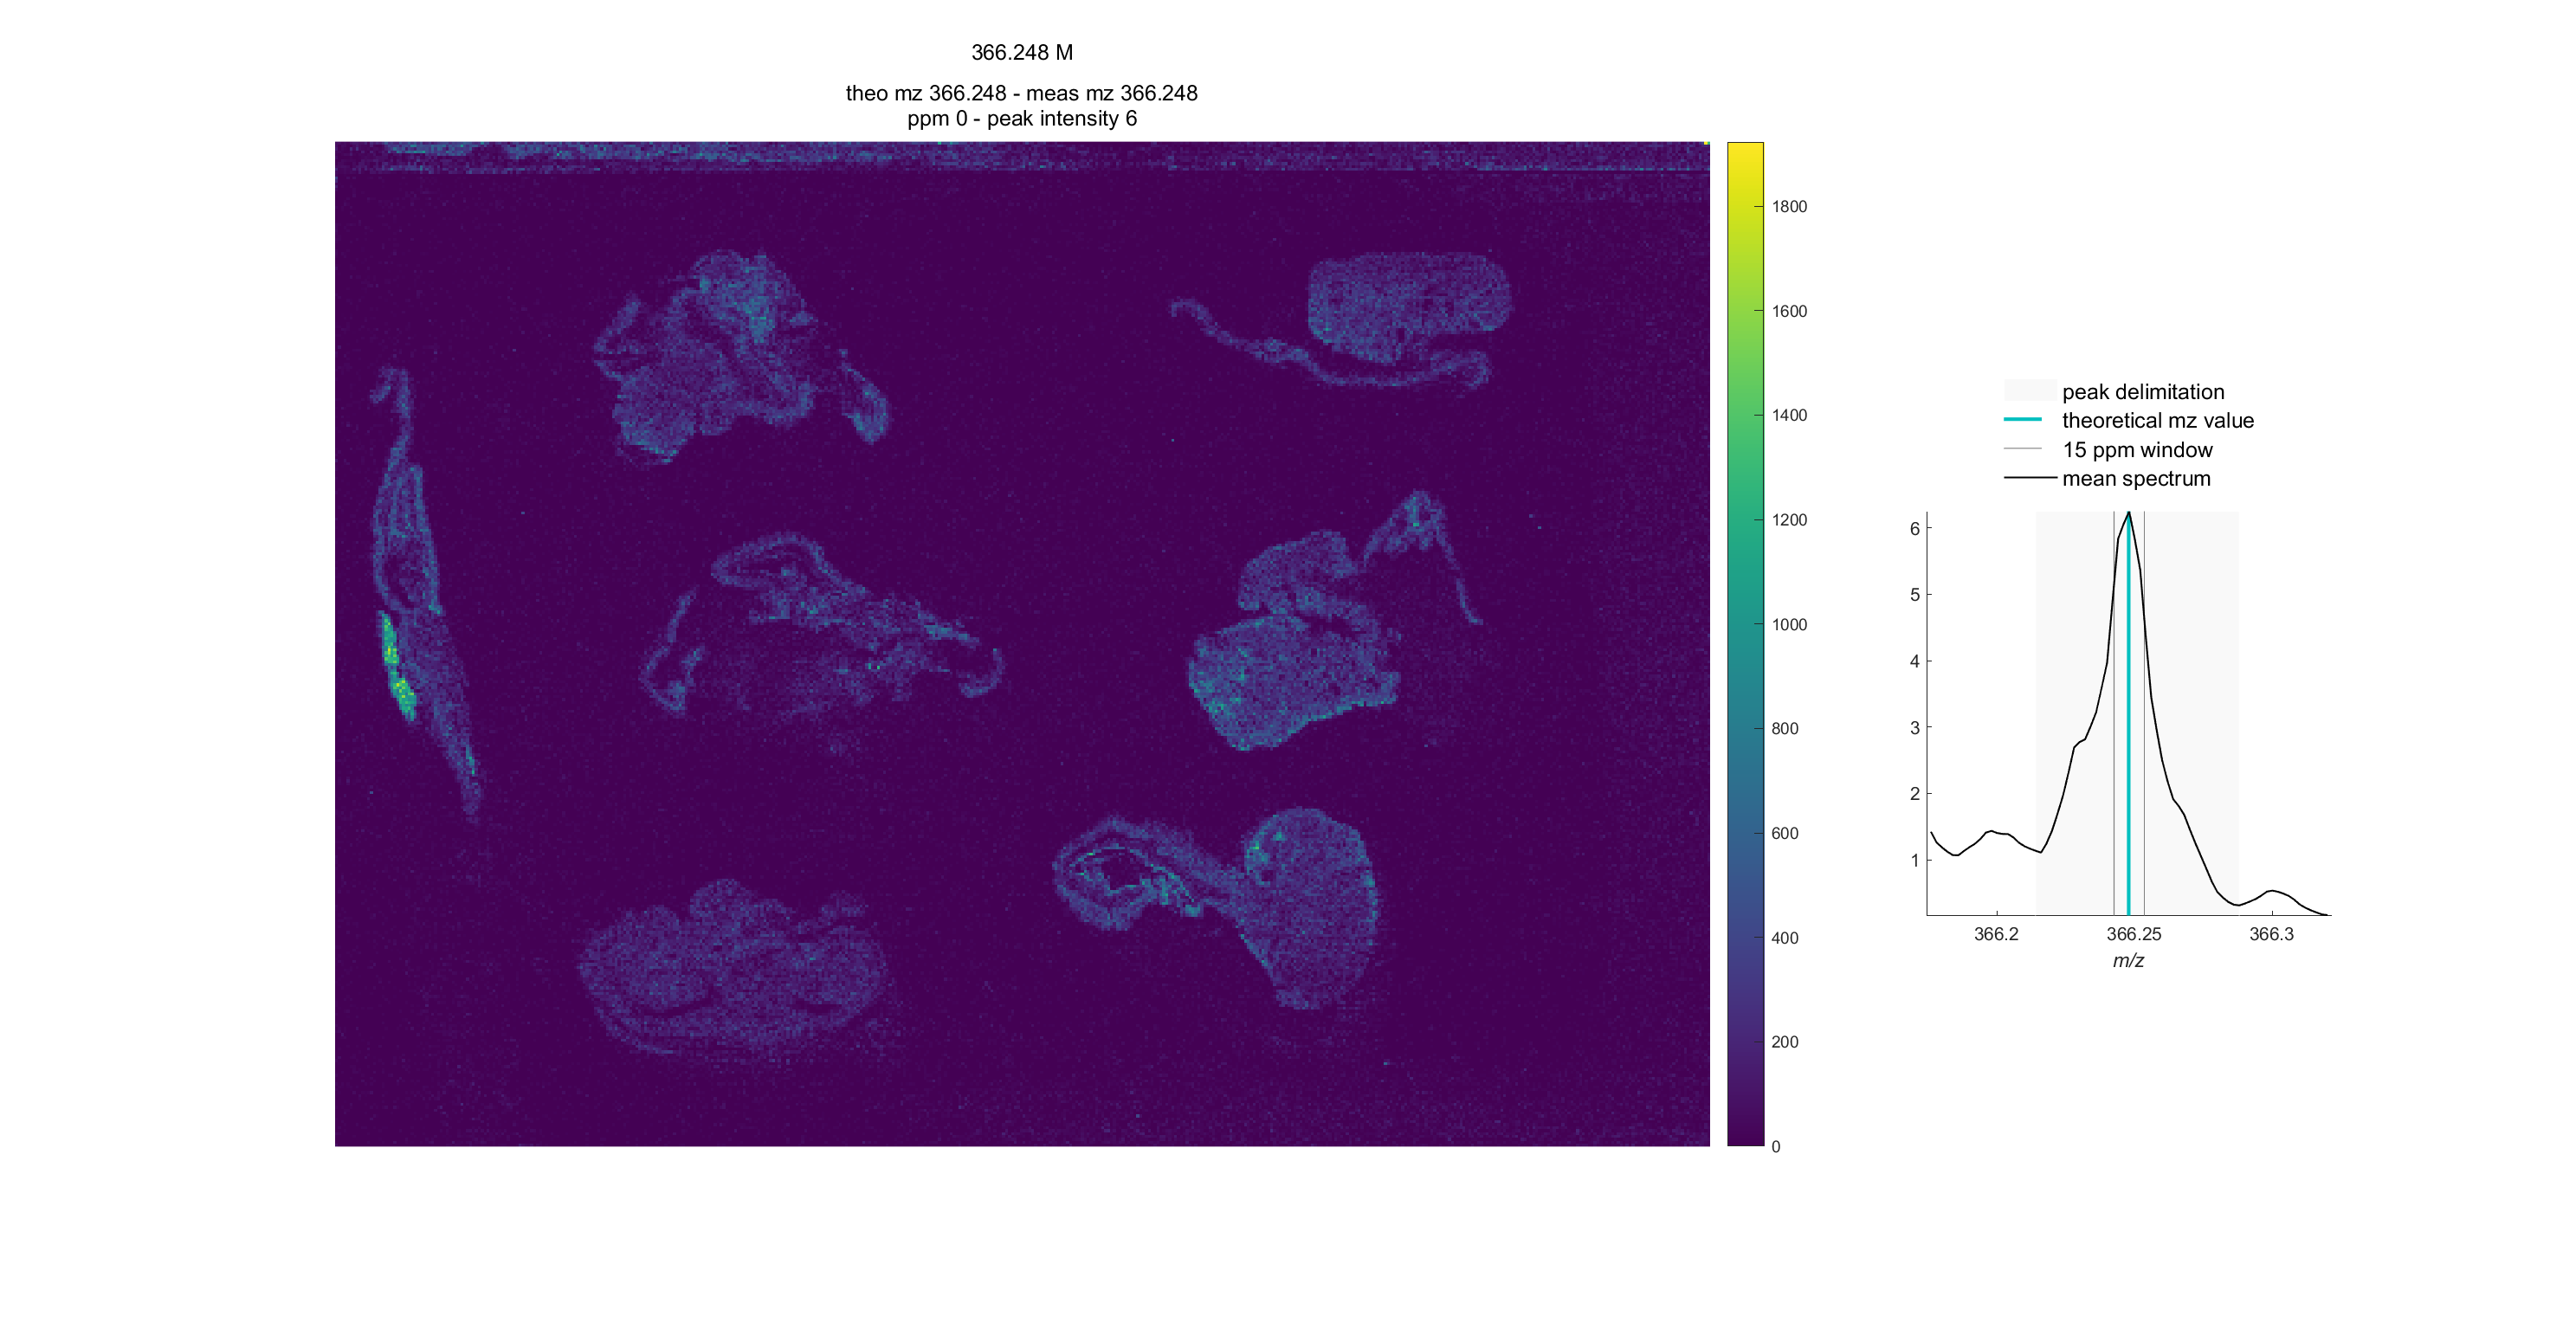 366.248 M
theo mz 366.248 - meas mz 366.248
ppm 0 - peak intensity 6
1800
1600
1400
1200
1000
800
600
400
200
0
peak delimitation
theoretical mz value
15 ppm window
mean spectrum
6
5
4
3
2
1
366.2 366.25 366.3
m/z